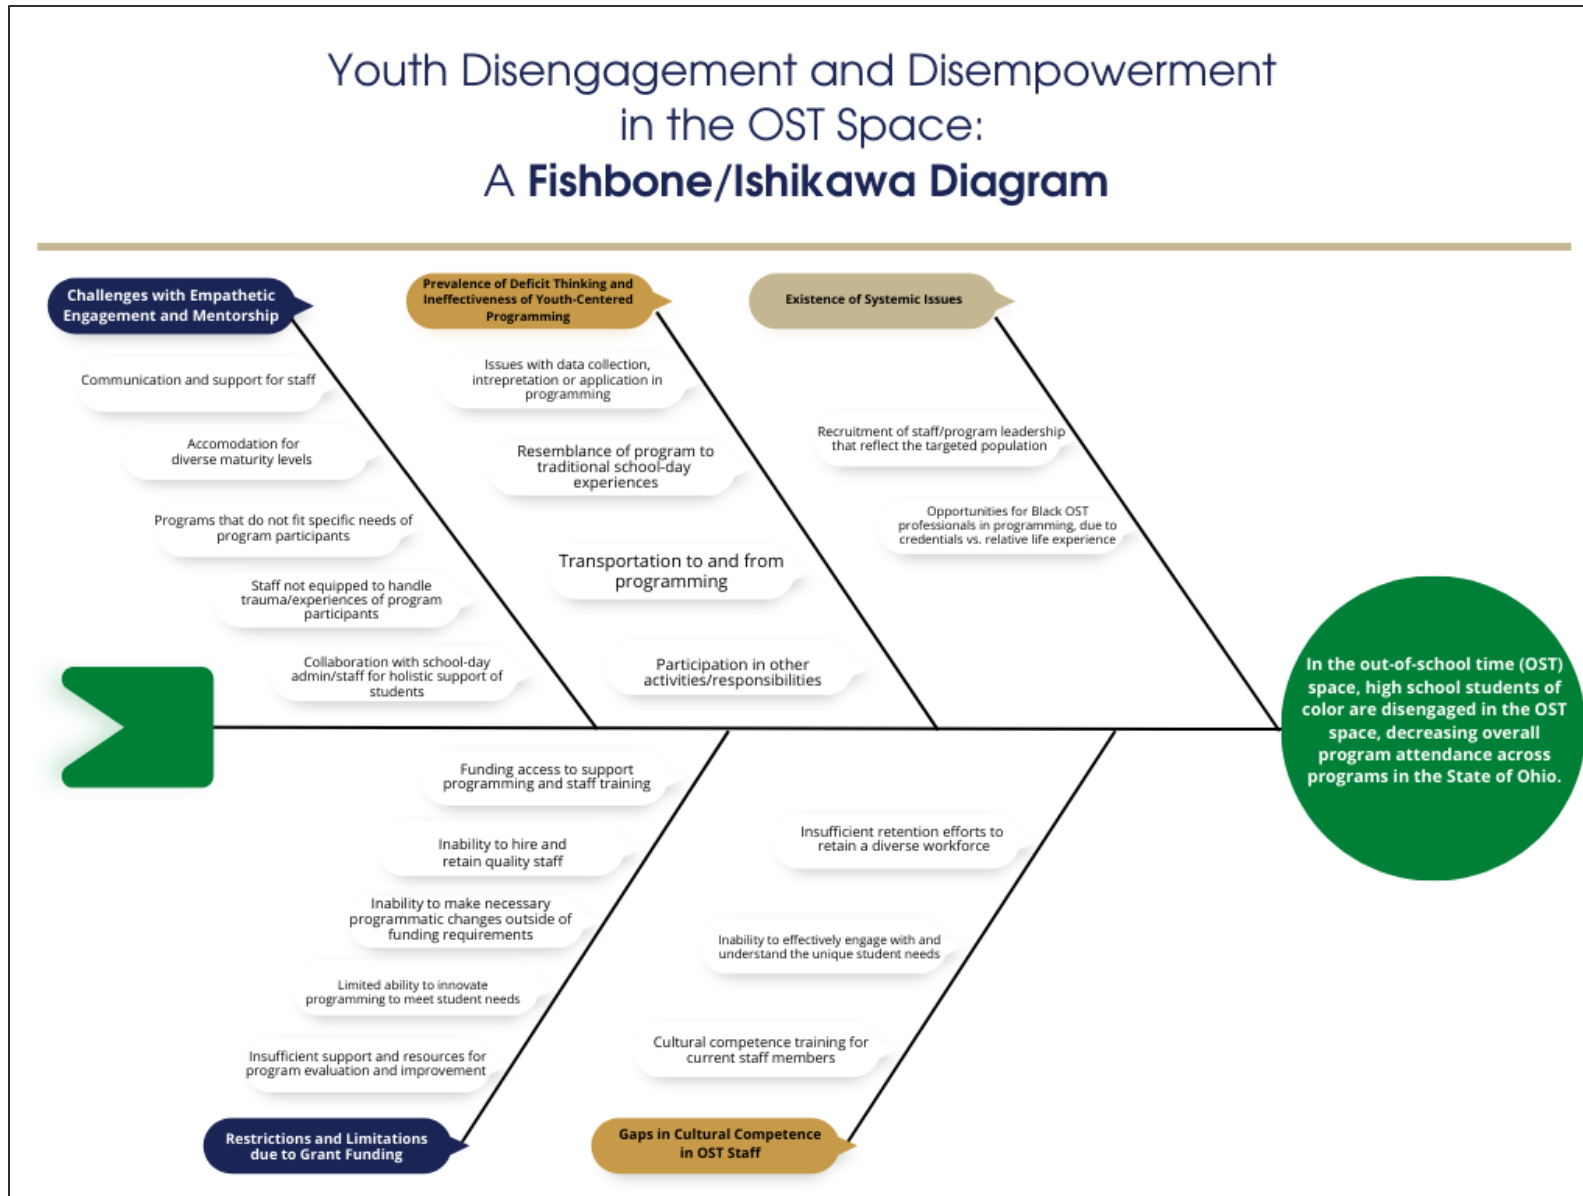 Youth Disengagement and Disempowerment
in the OST Space:
A Fishbone/Ishikawa Diagram
Challenges with Empathetic
Engagement and Mentorship
Communication and support for staff
Accomodation for
diverse maturity levels
Programs that do not fit specific needs of
program participants
Staff not equipped to handle
trauma/experiences of program
participants
Collaboration with school-day
admin/staff for holistic support of
students
Prevalence of Deficit Thinking and
Ineffectiveness of Youth-Centered
Programming
Issues with data collection,
intrepretation or application in
programming
Resemblance of program to
traditional school-day
experiences
Transportation to and from
programming
Participation in other
activities/responsibilities
Existence of Systemic Issues
Recruitment of staff/program leadership
that reflect the targeted population
Opportunities for Black OST
professionals in programming, due to
credentials vs. relative life experience
In the out-of-school time (OST)
space, high school students of
color are disengaged in the OST
space, decreasing overall
program attendance across
programs in the State of Ohio.
Funding access to support
programming and staff training
Inability to hire and
retain quality staff
Inability to make necessary
programmatic changes outside of
funding requirements
Limited ability to innovate
programming to meet student needs
Insufficient support and resources for
program evaluation and improvement
Restrictions and Limitations
due to Grant Funding
Insufficient retention efforts to
retain a diverse workforce
Inability to effectively engage with and
understand the unique student needs
Cultural competence training for
current staff members
Gaps in Cultural Competence
in OST Staff